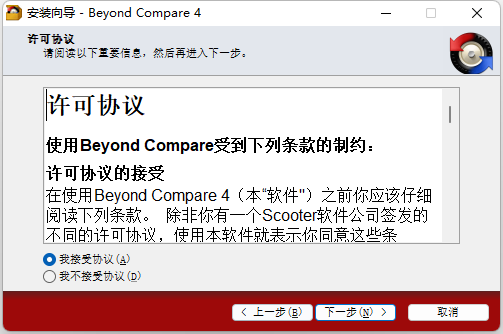 安装向导 - Beyond Compare 4
许可协议
请阅读以下重要信息，然后再进入下一步。
许可协议
使用Beyond Compare受到下列条款的制约：
许可协议的接受
在使用Beyond Compare 4（本“软件"）之前你应该仔细
阅读下列条款。 除非你有一个Scooter软件公司签发的
不同的许可协议，使用本软件就表示你同意这些条
我接受协议(A)
我不接受协议(D)
< 上一步(B)
下一步(N) >
取消